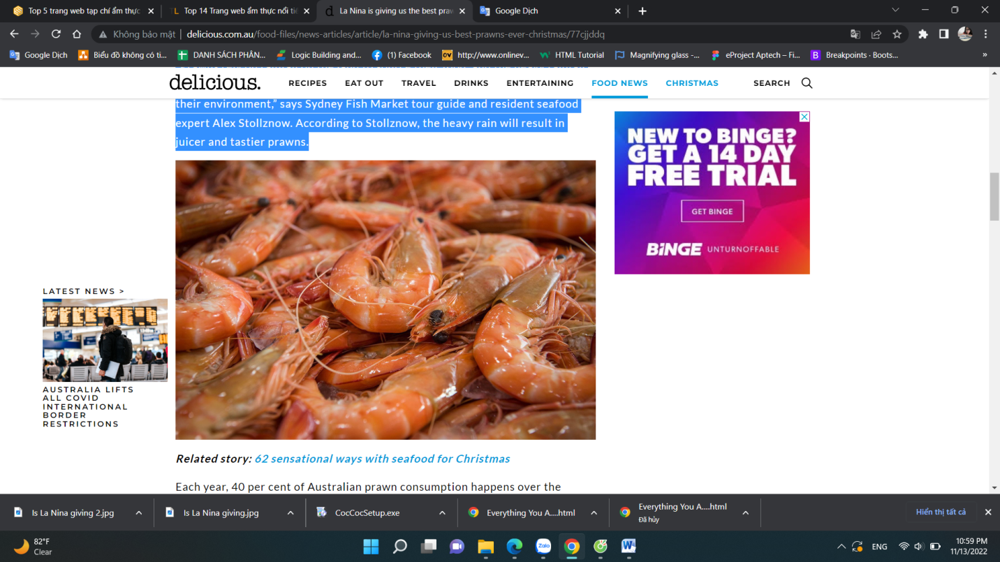 Top 5 trang web tạp chí ẩm thực
Top 14 Trang web ẩm thực nổi tiế
La Nina is giving us the best praw
Google Dịch
Không bảo mật | delicious.com.au/food-files/news-articles/article/la-nina-giving-us-best-prawns-ever-christmas/77cjjddq
Google Dịch
Biểu đồ không có ti...
DANH SÁCH PHÂN...
Logic Building and...
(1) Facebook
http://www.onlinev...
HTML Tutorial
Magnifying glass -...
eProject Aptech – Fi...
Breakpoints · Boots...
»
delicious.
RECIPES
EAT OUT
TRAVEL
DRINKS
ENTERTAINING
FOOD NEWS
CHRISTMAS
SEARCH
their environment,” says Sydney Fish Market tour guide and resident seafood
expert Alex Stollznow. According to Stollznow, the heavy rain will result in
juicer and tastier prawns.
NEW TO BINGE?
GET A 14 DAY
FREE TRIAL
GET BINGE
BiNGE UNTURNOFFABLE
LATEST NEWS >
AUSTRALIA LIFTS
ALL COVID
INTERNATIONAL
BORDER
RESTRICTIONS
Related story: 62 sensational ways with seafood for Christmas
Each year, 40 per cent of Australian prawn consumption happens over the
Is La Nina giving 2.jpg
Is La Nina giving.jpg
CocCocSetup.exe
Everything You A....html
Everything You A....html
Đã hủy
Hiển thị tất cả
82°F
Clear
Zalo
ENG
10:59 PM
11/13/2022